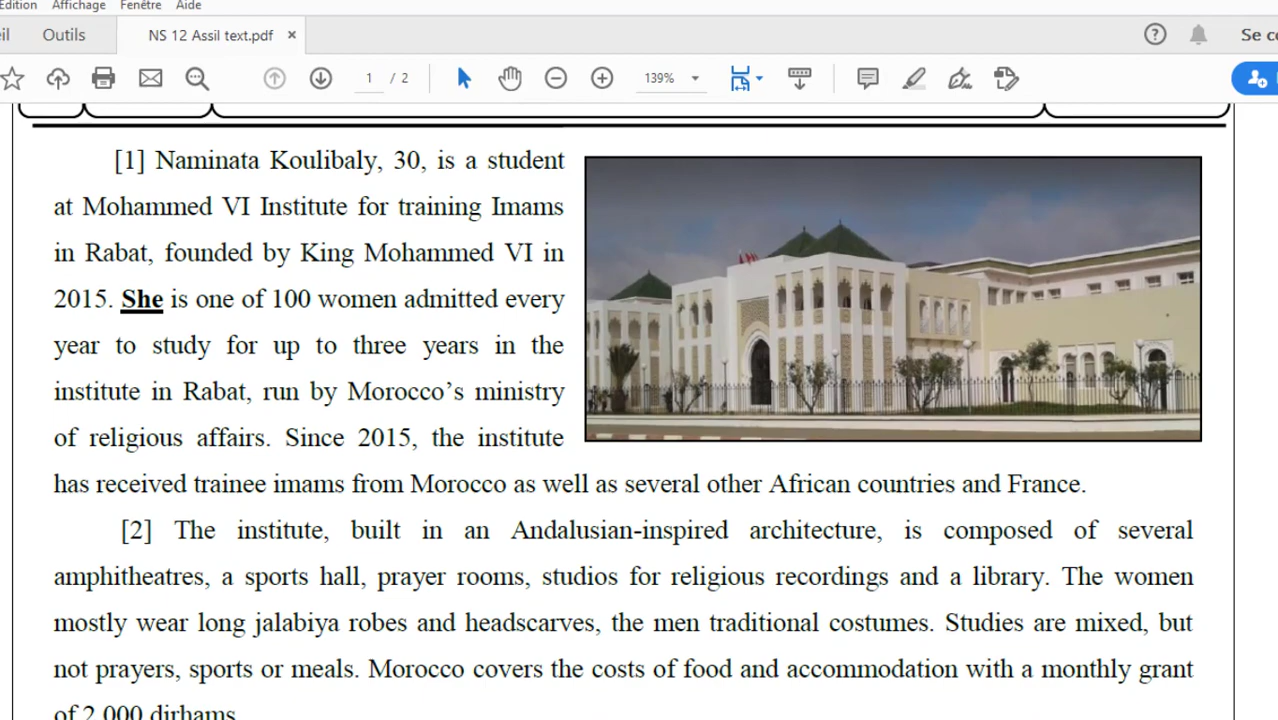 Edition Affichage Fenêtre Aide
Outils NS 12 Assil text.pdf ×
? Se
1 / 2 139%
[1] Naminata Koulibaly, 30, is a student
at Mohammed VI Institute for training Imams
in Rabat, founded by King Mohammed VI in
2015. She is one of 100 women admitted every
year to study for up to three years in the
institute in Rabat, run by Morocco’s ministry
of religious affairs. Since 2015, the institute
has received trainee imams from Morocco as well as several other African countries and France.
[2] The institute, built in an Andalusian-inspired architecture, is composed of several
amphitheatres, a sports hall, prayer rooms, studios for religious recordings and a library. The women
mostly wear long jalabiya robes and headscarves, the men traditional costumes. Studies are mixed, but
not prayers, sports or meals. Morocco covers the costs of food and accommodation with a monthly grant
of 2,000 dirhams.